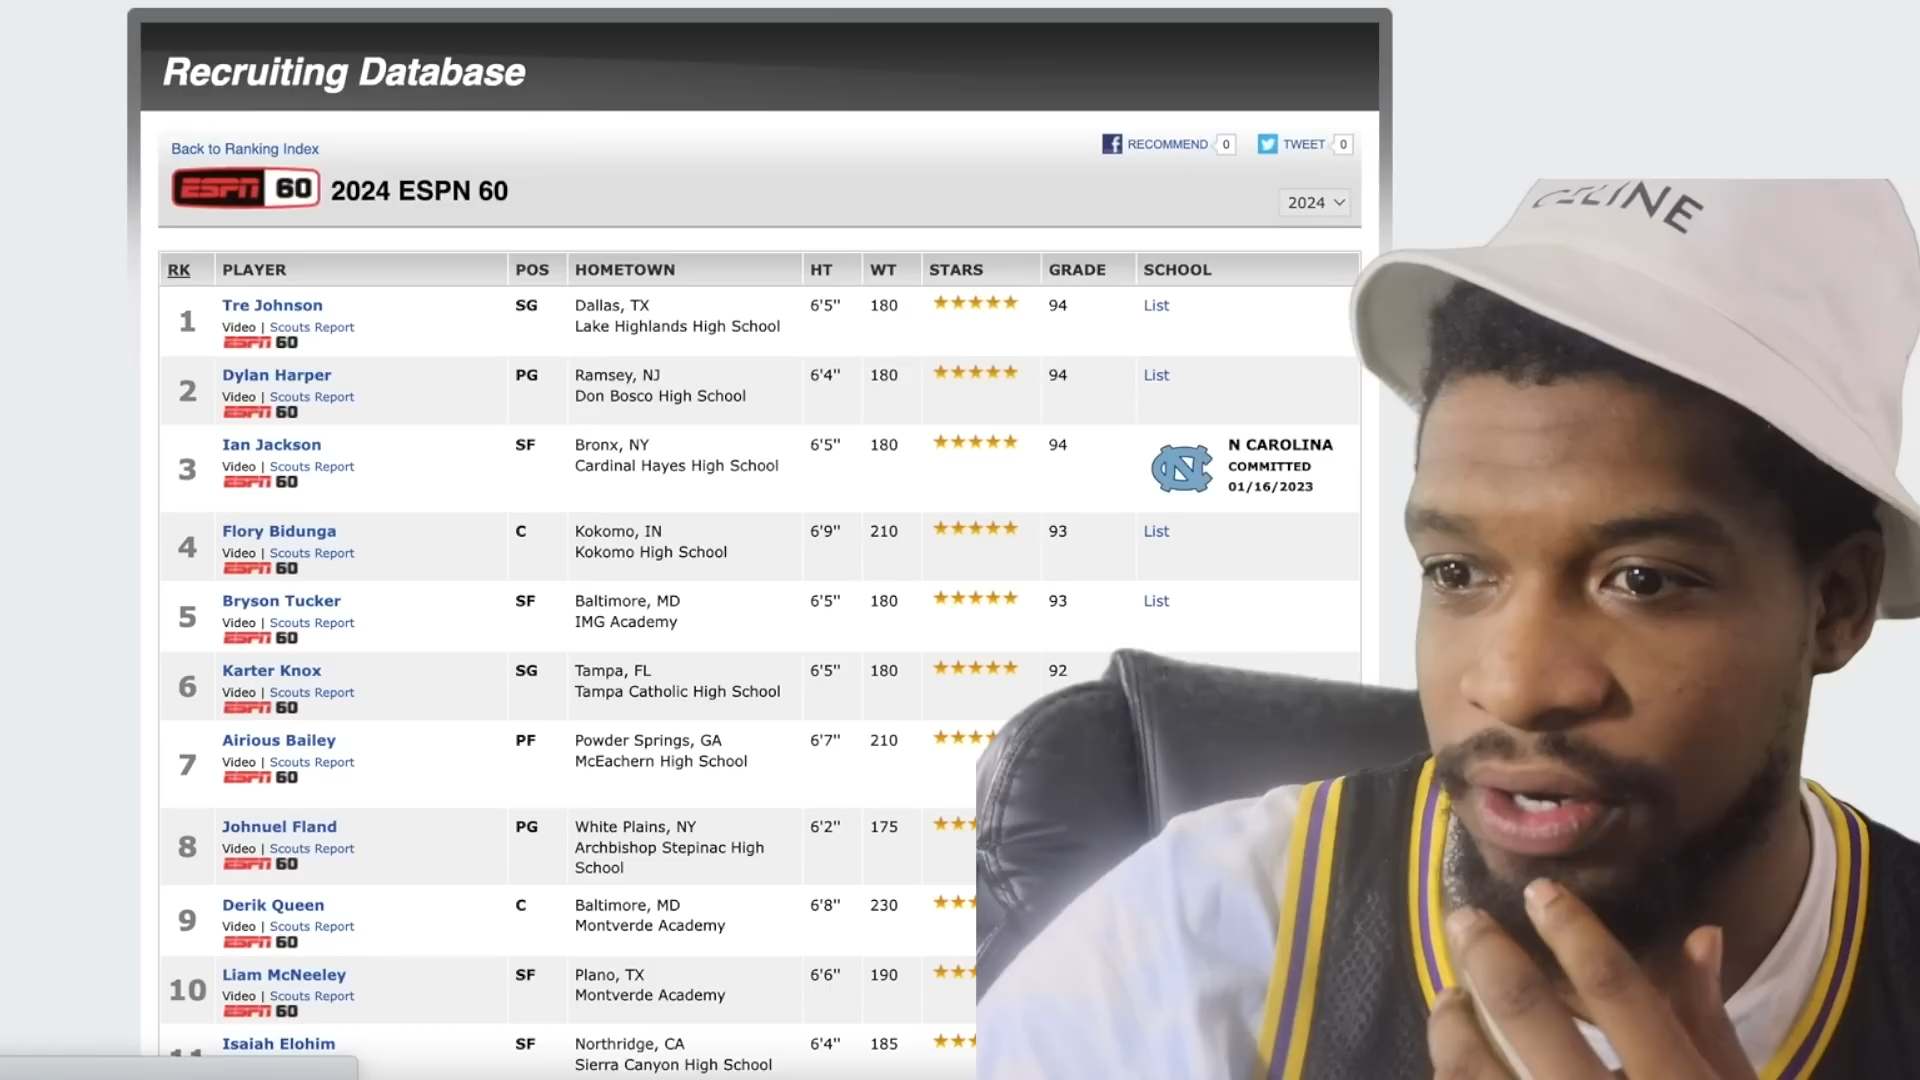 Recruiting Database
Back to Ranking Index
RECOMMEND 0 TWEET 0
ESPN 60 2024 ESPN 60
2024
RK PLAYER POS HOMETOWN HT WT STARS GRADE SCHOOL
1 Tre Johnson SG Dallas, TX 6'5" 180 94 List
Video | Scouts Report Lake Highlands High School
ESPN 60
2 Dylan Harper PG Ramsey, NJ 6'4" 180 94 List
Video | Scouts Report Don Bosco High School
ESPN 60
3 Ian Jackson SF Bronx, NY 6'5" 180 94 N CAROLINA
Video | Scouts Report Cardinal Hayes High School COMMITTED
ESPN 60 NC 01/16/2023
4 Flory Bidunga C Kokomo, IN 6'9" 210 93 List
Video | Scouts Report Kokomo High School
ESPN 60
5 Bryson Tucker SF Baltimore, MD 6'5" 180 93 List
Video | Scouts Report IMG Academy
ESPN 60
6 Karter Knox SG Tampa, FL 6'5" 180 92
Video | Scouts Report Tampa Catholic High School
ESPN 60
7 Airious Bailey PF Powder Springs, GA 6'7" 210
Video | Scouts Report McEachern High School
ESPN 60
8 Johnuel Fland PG White Plains, NY 6'2" 175
Video | Scouts Report Archbishop Stepinac High
ESPN 60 School
9 Derik Queen C Baltimore, MD 6'8" 230
Video | Scouts Report Montverde Academy
ESPN 60
10 Liam McNeeley SF Plano, TX 6'6" 190
Video | Scouts Report Montverde Academy
ESPN 60
11 Isaiah Elohim SF Northridge, CA 6'4" 185
Sierra Canyon High School
CELINE